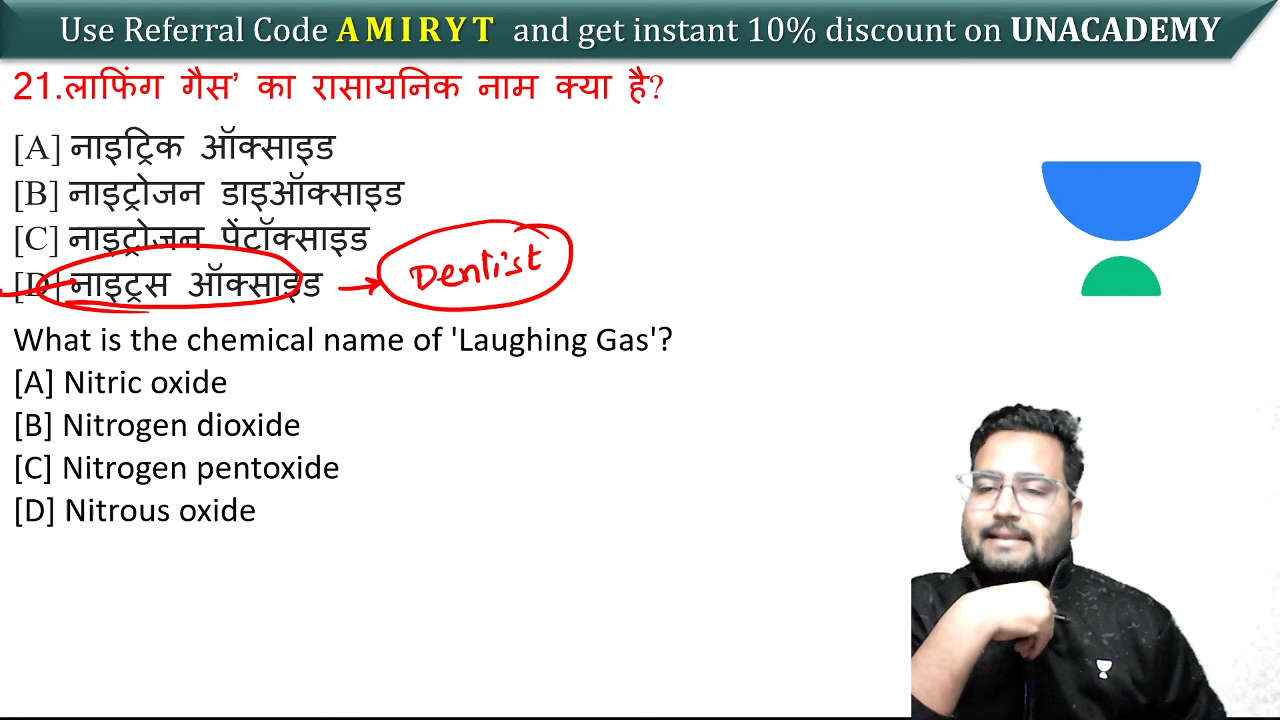 Use Referral Code AMIRYT and get instant 10% discount on UNACADEMY
21.लाफिंग गैस’ का रासायनिक नाम क्या है?
[A] नाइट्रिक ऑक्साइड
[B] नाइट्रोजन डाइऑक्साइड
[C] नाइट्रोजन पेंटॉक्साइड
[D] नाइट्रस ऑक्साइड → Dentist
What is the chemical name of 'Laughing Gas'?
[A] Nitric oxide
[B] Nitrogen dioxide
[C] Nitrogen pentoxide
[D] Nitrous oxide